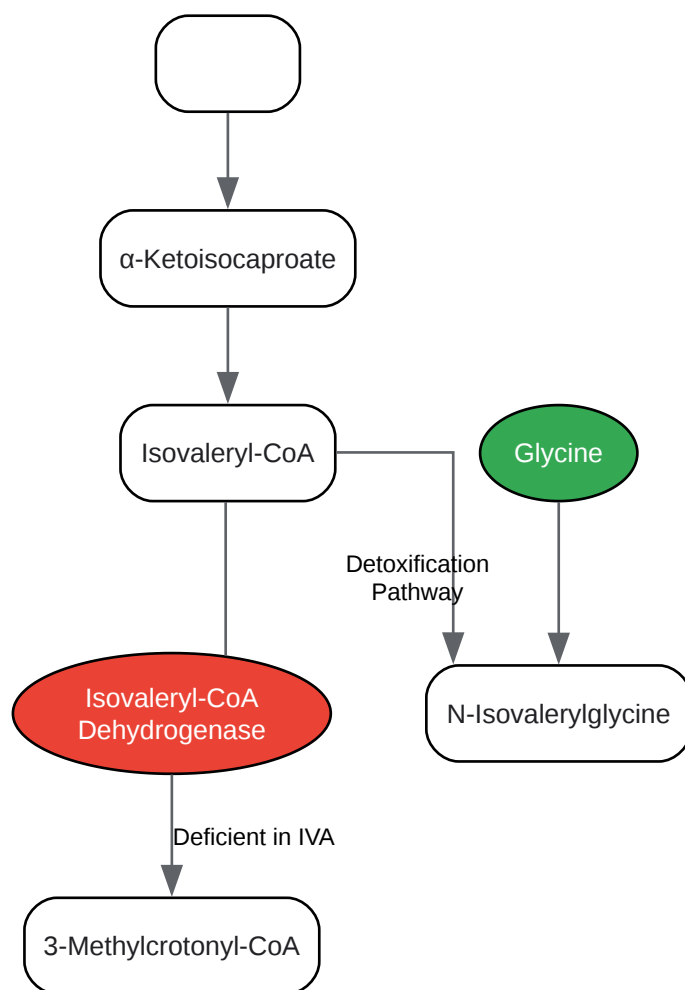 α-Ketoisocaproate
Isovaleryl-CoA
Glycine
Detoxification
Pathway
Isovaleryl-CoA
Dehydrogenase
N-Isovalerylglycine
Deficient in IVA
3-Methylcrotonyl-CoA